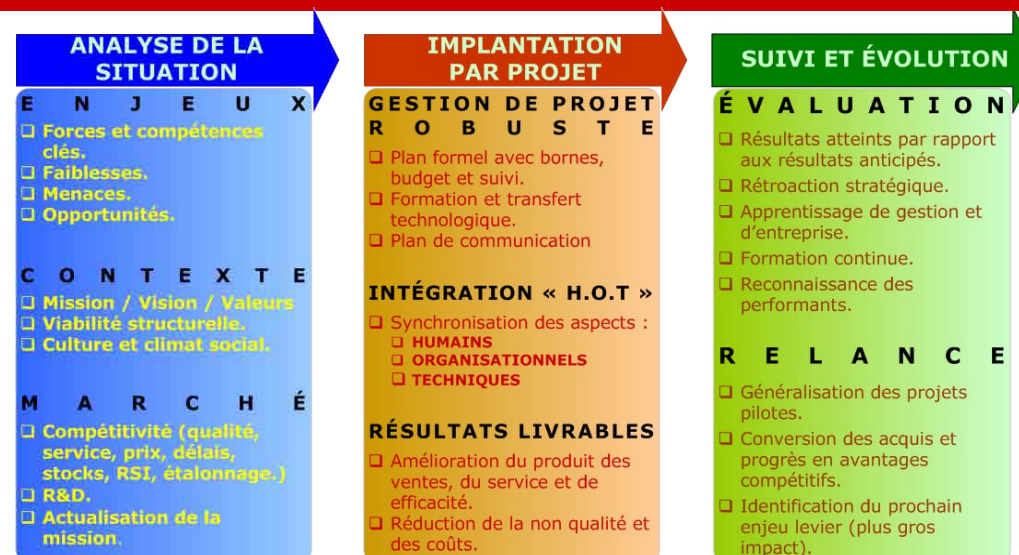 ANALYSE DE LA
SITUATION
ENJEUX
Forces et compétences
clés.
Faiblesses.
Menaces.
Opportunités.
CONTEXTE
Mission / Vision / Valeurs
Viabilité structurelle.
Culture et climat social.
MARCHÉ
Compétitivité (qualité,
service, prix, délais,
stocks, RSI, étalonnage.)
R&D.
Actualisation de la
mission.
IMPLANTATION
PAR PROJET
GESTION DE PROJET
ROBUSTE
Plan formel avec bornes,
budget et suivi.
Formation et transfert
technologique.
Plan de communication
INTÉGRATION « H.O.T »
Synchronisation des aspects :
HUMAINS
ORGANISATIONNELS
TECHNIQUES
RÉSULTATS LIVRABLES
Amélioration du produit des
ventes, du service et de
efficacité.
Réduction de la non qualité et
des coûts.
SUIVI ET ÉVOLUTION
ÉVALUATION
Résultats atteints par rapport
aux résultats anticipés.
Rétroaction stratégique.
Apprentissage de gestion et
d’entreprise.
Formation continue.
Reconnaissance des
performants.
RELANCE
Généralisation des projets
pilotes.
Conversion des acquis et
progrès en avantages
compétitifs.
Identification du prochain
enjeu levier (plus gros
impact).